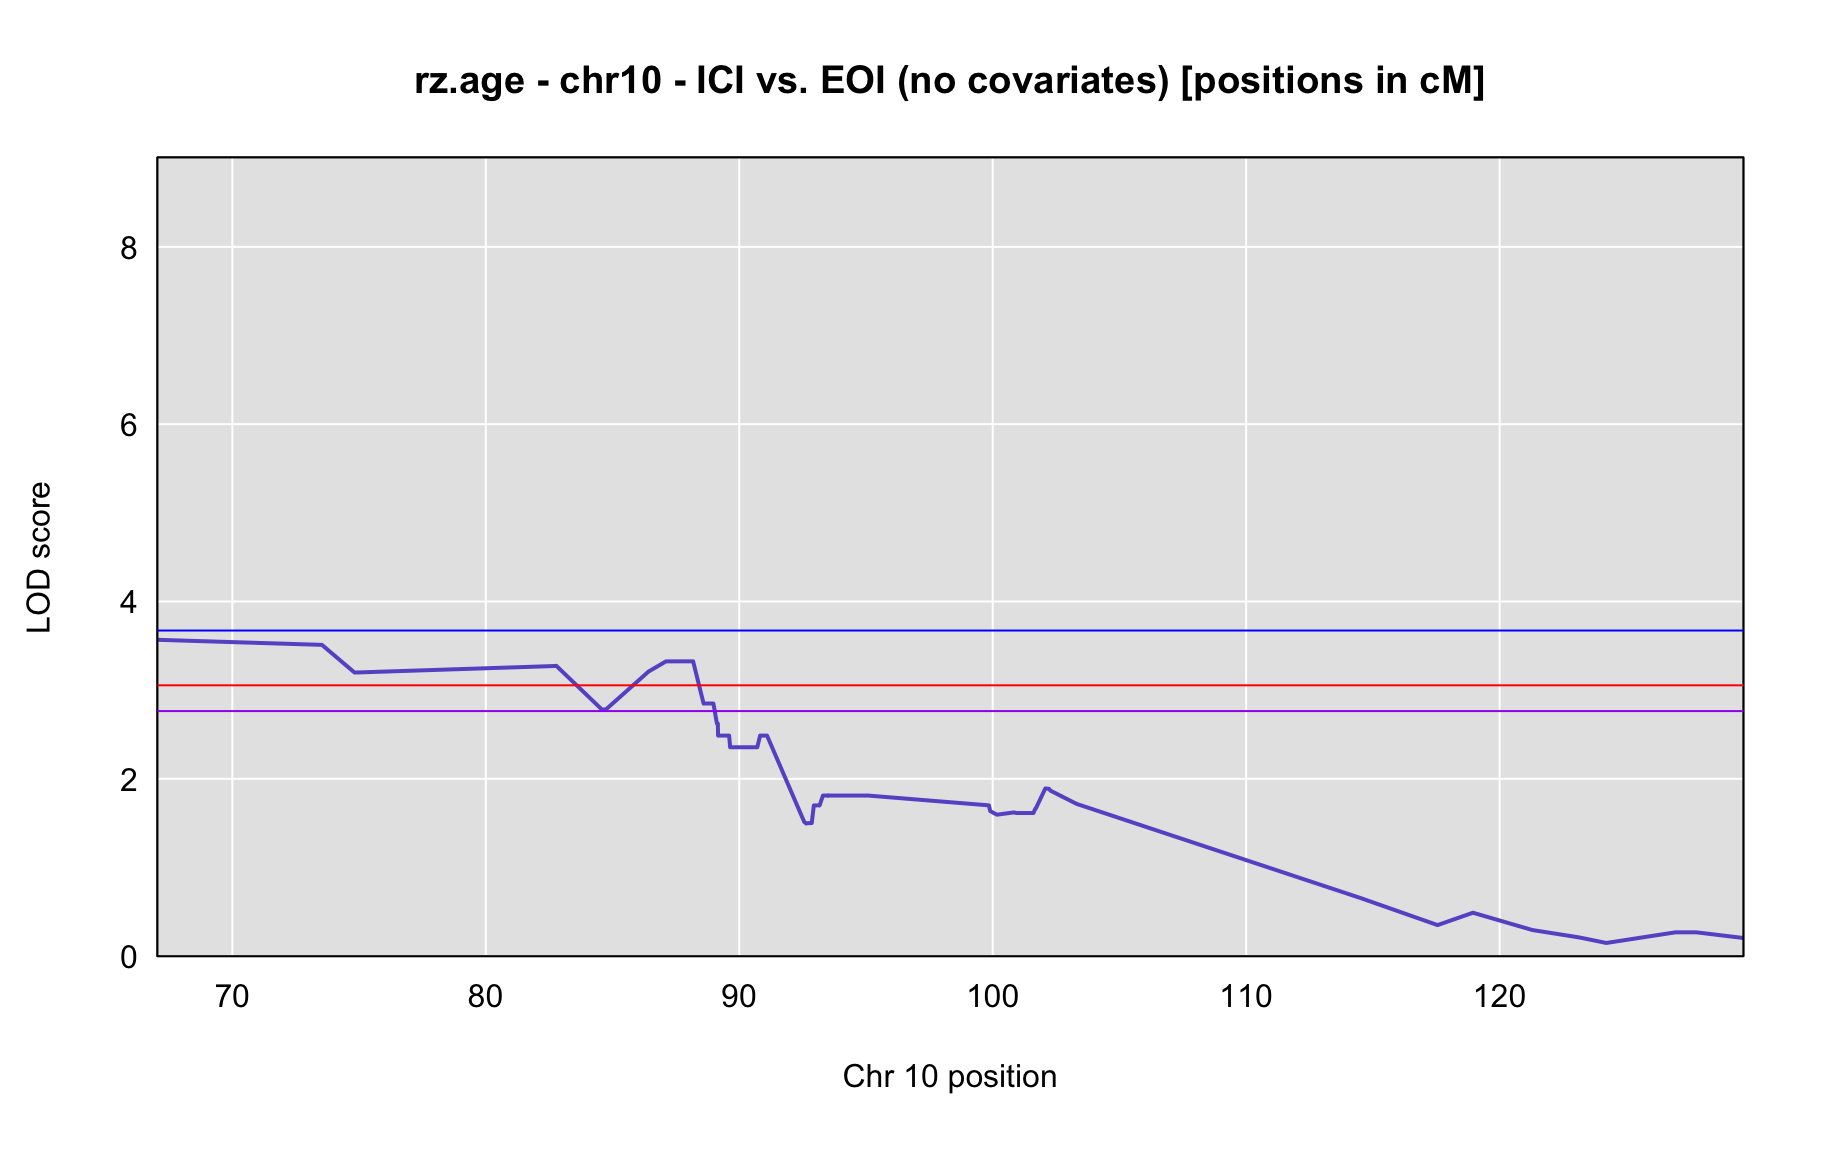 rz.age - chr10 - ICI vs. EOI (no covariates) [positions in cM]
8
6
4
2
0
LOD score
70 80 90 100 110 120
Chr 10 position